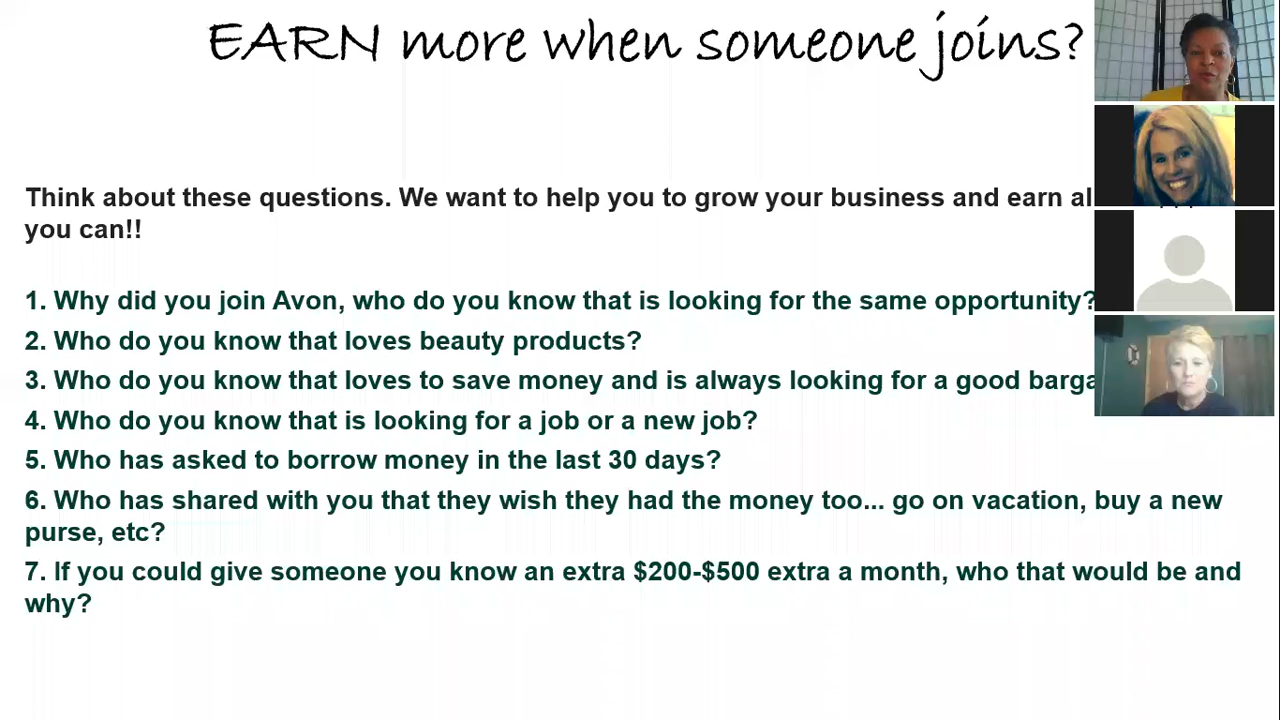 EARN more when someone joins?
Think about these questions. We want to help you to grow your business and earn
you can!!
1. Why did you join Avon, who do you know that is looking for the same opportunity?
2. Who do you know that loves beauty products?
3. Who do you know that loves to save money and is always looking for a good
4. Who do you know that is looking for a job or a new job?
5. Who has asked to borrow money in the last 30 days?
6. Who has shared with you that they wish they had the money too... go on vacation, buy a new
purse, etc?
7. If you could give someone you know an extra $200-$500 extra a month, who that would be and
why?